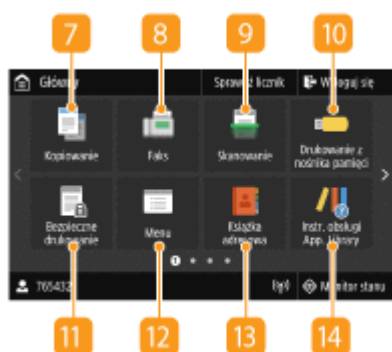 7 8 9 10
Główny Sprawdź licznik Wyloguj się
Kopiowanie
Faks
Skanowanie
Drukowanie z
nośnika pamięci
Bezpieczne
drukowanie
Menu
Książka
adresowa
Instr. obsługi
App. Library
1
765432 Monitor stanu
11 12 13 14